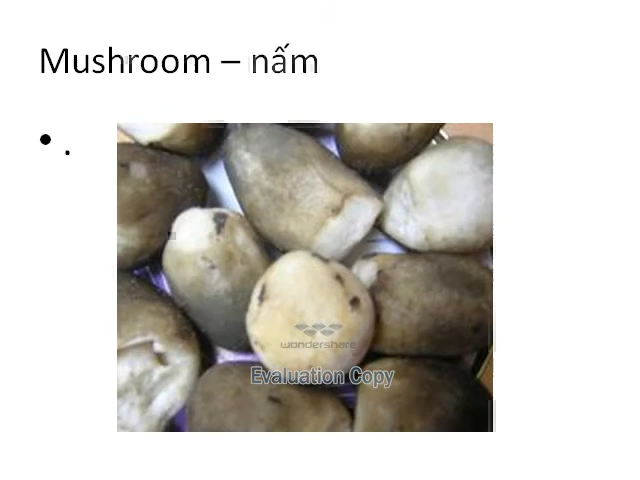 Mushroom – nấm
• .
wondershare
Evaluation Copy